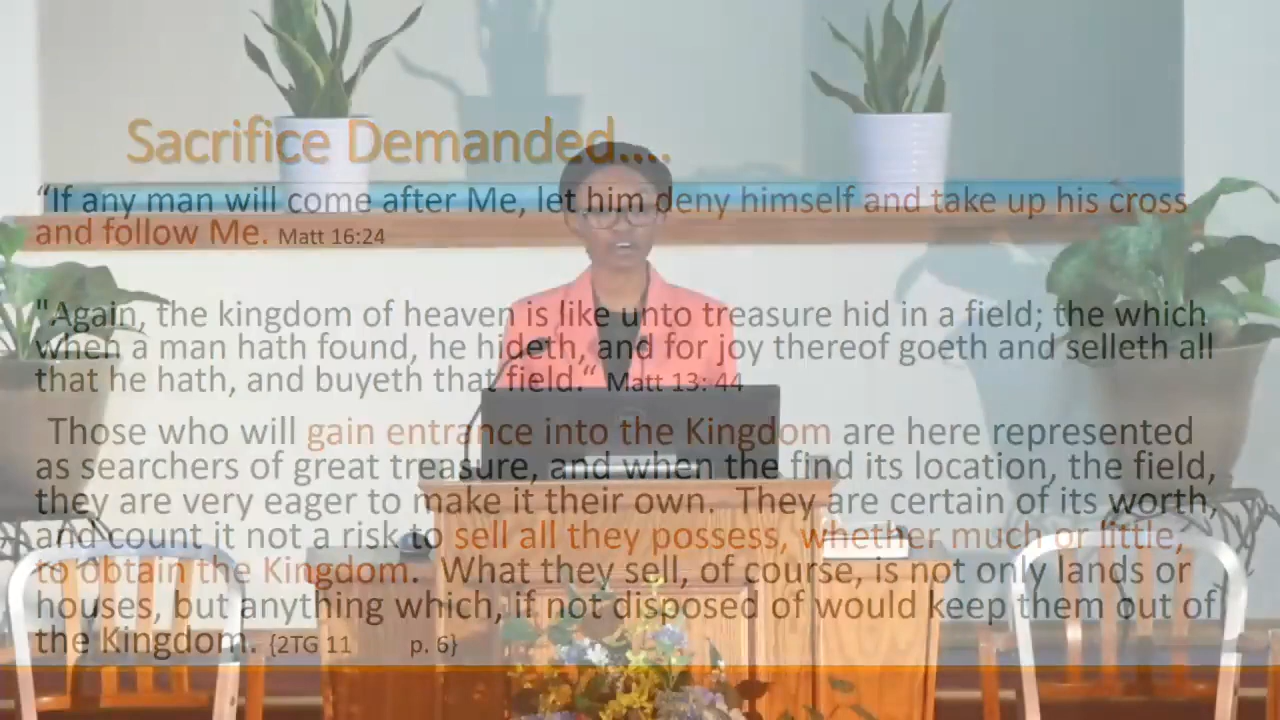 Sacrifice Demanded....
“If any man will come after Me, let him deny himself and take up his cross
and follow Me. Matt 16:24
"Again, the kingdom of heaven is like unto treasure hid in a field; the which
when a man hath found, he hideth, and for joy thereof goeth and selleth all
that he hath, and buyeth that field.“ Matt 13: 44
Those who will gain entrance into the Kingdom are here represented
as searchers of great treasure, and when the find its location, the field,
they are very eager to make it their own. They are certain of its worth,
and count it not a risk to sell all they possess, whether much or little,
to obtain the Kingdom. What they sell, of course, is not only lands or
houses, but anything which, if not disposed of would keep them out of
the Kingdom. {2TG 11 p. 6}